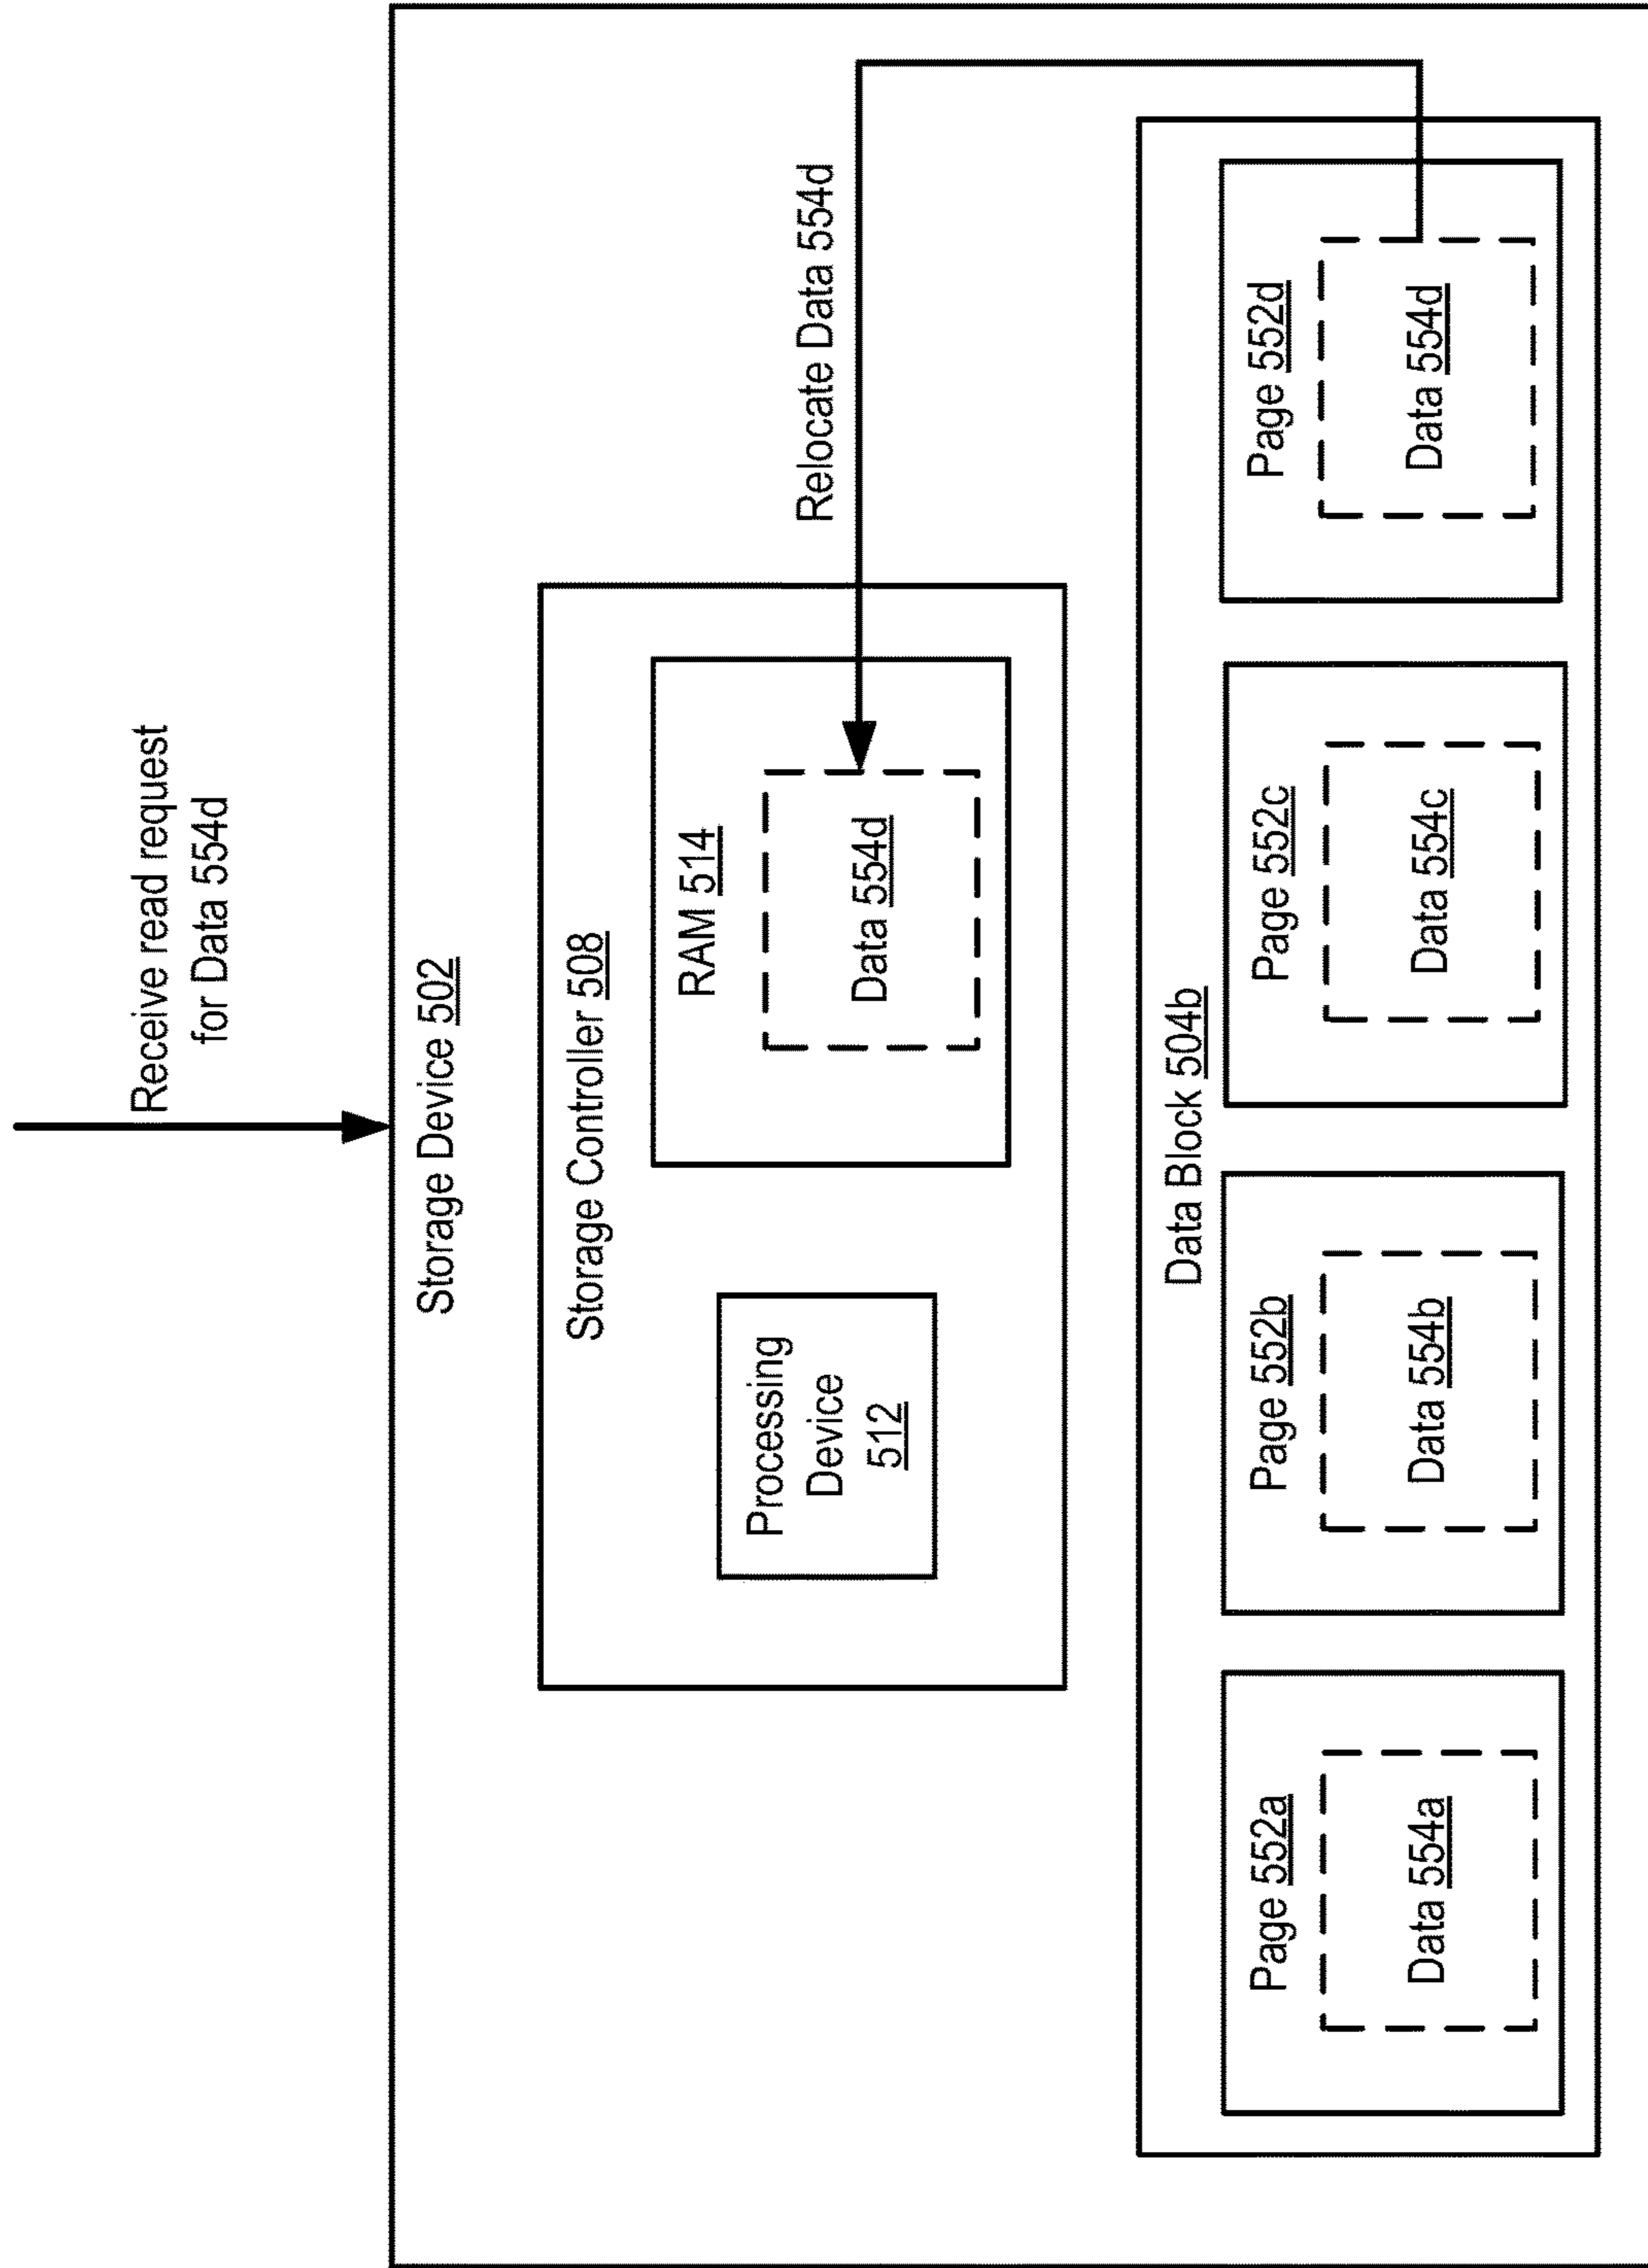 Receive read request
for Data 554d
Storage Device 502
Storage Controller 508
Processing
Device
512
RAM 514
Data 554d
Relocate Data 554d
Data Block 504b
Page 552a
Data 554a
Page 552b
Data 554b
Page 552c
Data 554c
Page 552d
Data 554d